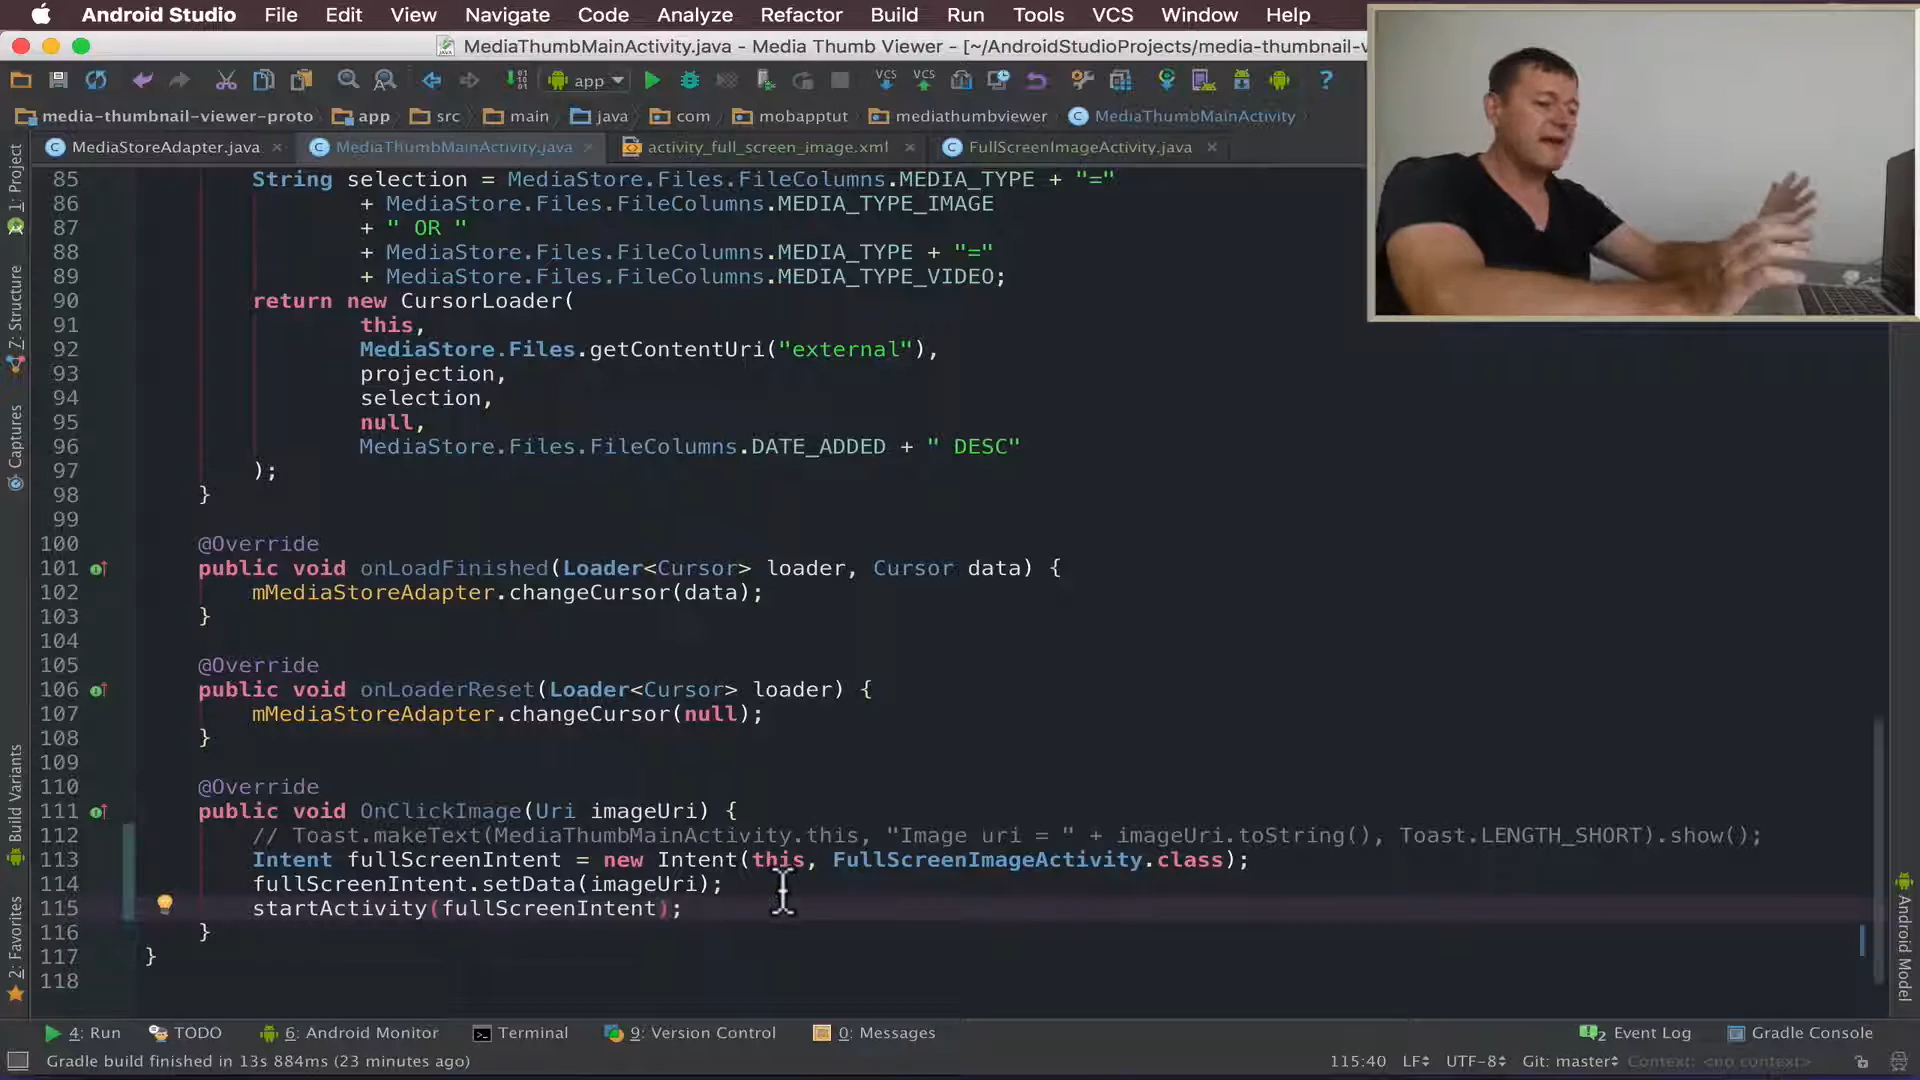 Android Studio File Edit View Navigate Code Analyze Refactor Build Run Tools VCS Window Help
MediaThumbMainActivity.java - Media Thumb Viewer - [~/AndroidStudioProjects/media-thumbnail-v
app VCS VCS ?
media-thumbnail-viewer-proto app src main java com mobapptut mediathumbviewer MediaThumbMainActivity
MediaStoreAdapter.java MediaThumbMainActivity.java activity_full_screen_image.xml FullScreenImageActivity.java
1: Project
7: Structure
Captures
Build Variants
2: Favorites
85 String selection = MediaStore.Files.FileColumns.MEDIA_TYPE + "="
86 + MediaStore.Files.FileColumns.MEDIA_TYPE_IMAGE
87 + " OR "
88 + MediaStore.Files.FileColumns.MEDIA_TYPE + "="
89 + MediaStore.Files.FileColumns.MEDIA_TYPE_VIDEO;
90 return new CursorLoader(
91 this,
92 MediaStore.Files.getContentUri("external"),
93 projection,
94 selection,
95 null,
96 MediaStore.Files.FileColumns.DATE_ADDED + " DESC"
97 );
98 }
99
100 @Override
101 public void onLoadFinished(Loader<Cursor> loader, Cursor data) {
102 mMediaStoreAdapter.changeCursor(data);
103 }
104
105 @Override
106 public void onLoaderReset(Loader<Cursor> loader) {
107 mMediaStoreAdapter.changeCursor(null);
108 }
109
110 @Override
111 public void OnClickImage(Uri imageUri) {
112 // Toast.makeText(MediaThumbMainActivity.this, "Image uri = " + imageUri.toString(), Toast.LENGTH_SHORT).show();
113 Intent fullScreenIntent = new Intent(this, FullScreenImageActivity.class);
114 fullScreenIntent.setData(imageUri);
115 startActivity(fullScreenIntent);
116 }
117 }
118
Android Model
4: Run TODO 6: Android Monitor Terminal 9: Version Control 0: Messages 2 Event Log Gradle Console
Gradle build finished in 13s 884ms (23 minutes ago) 115:40 LF UTF-8 Git: master Context: <no context>